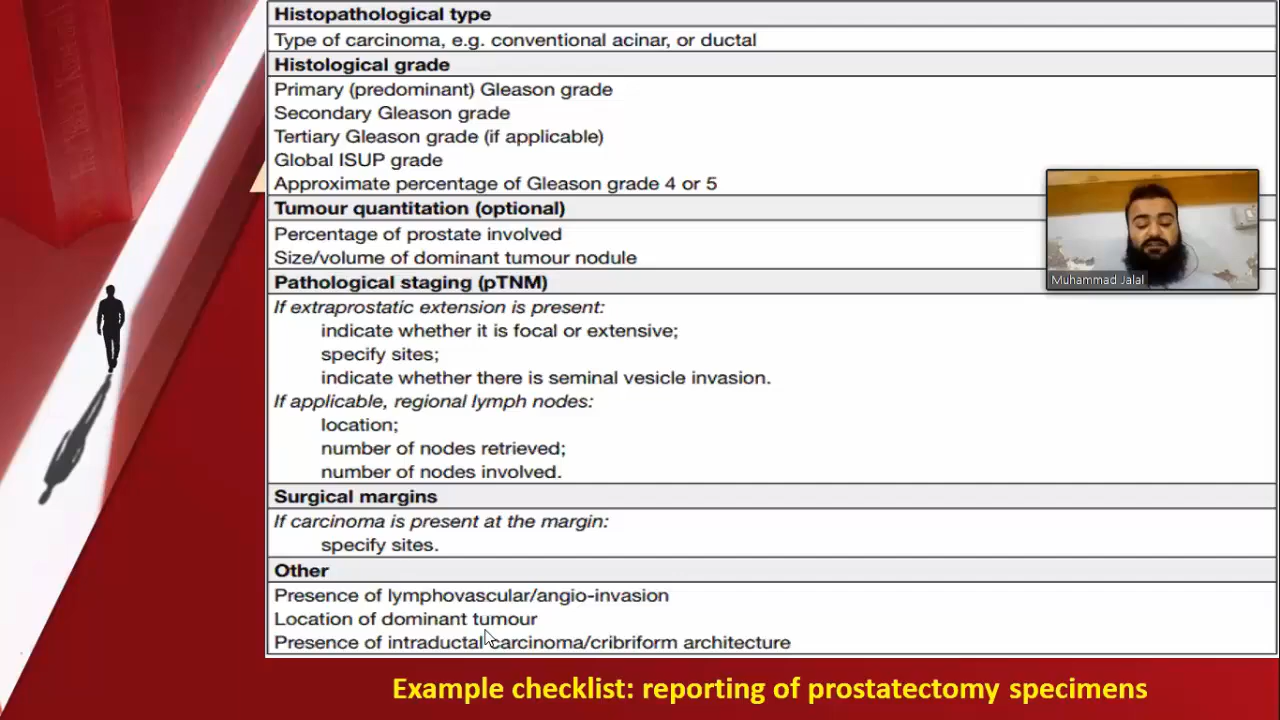 Histopathological type
Type of carcinoma, e.g. conventional acinar, or ductal
Histological grade
Primary (predominant) Gleason grade
Secondary Gleason grade
Tertiary Gleason grade (if applicable)
Global ISUP grade
Approximate percentage of Gleason grade 4 or 5
Tumour quantitation (optional)
Percentage of prostate involved
Size/volume of dominant tumour nodule
Pathological staging (pTNM)
If extraprostatic extension is present:
indicate whether it is focal or extensive;
specify sites;
indicate whether there is seminal vesicle invasion.
If applicable, regional lymph nodes:
location;
number of nodes retrieved;
number of nodes involved.
Surgical margins
If carcinoma is present at the margin:
specify sites.
Other
Presence of lymphovascular/angio-invasion
Location of dominant tumour
Presence of intraductal carcinoma/cribriform architecture
Example checklist: reporting of prostatectomy specimens
Muhammad Jalal